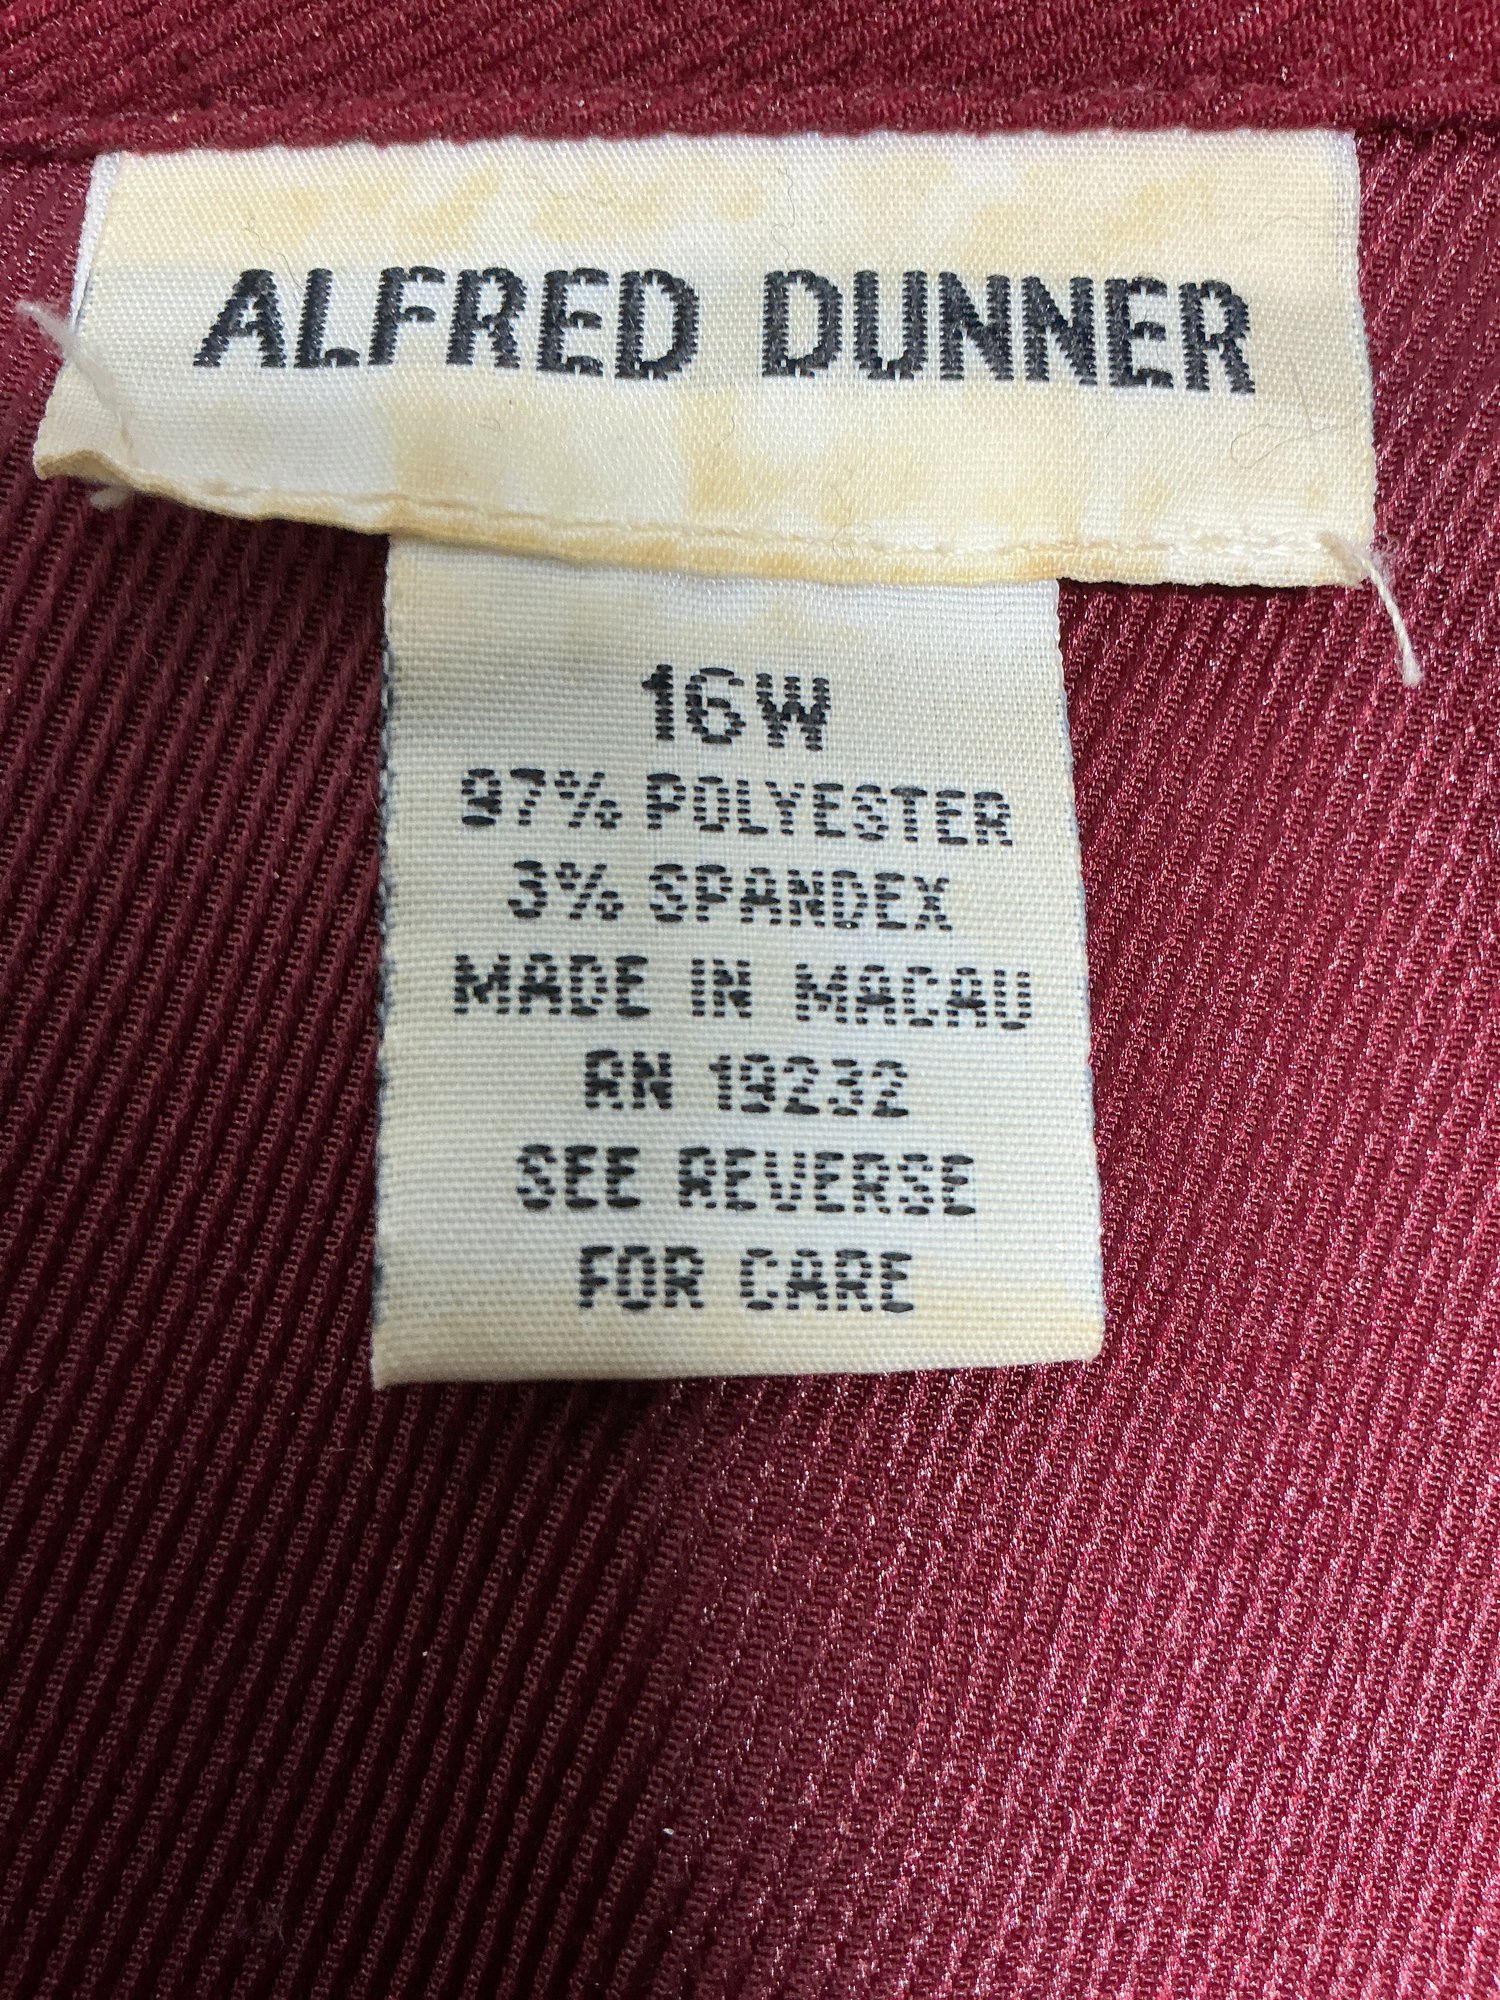 ALFRED DUNNER
16W
97% POLYESTER
3% SPANDEX
MADE IN MACAU
RN 19232
SEE REVERSE
FOR CARE